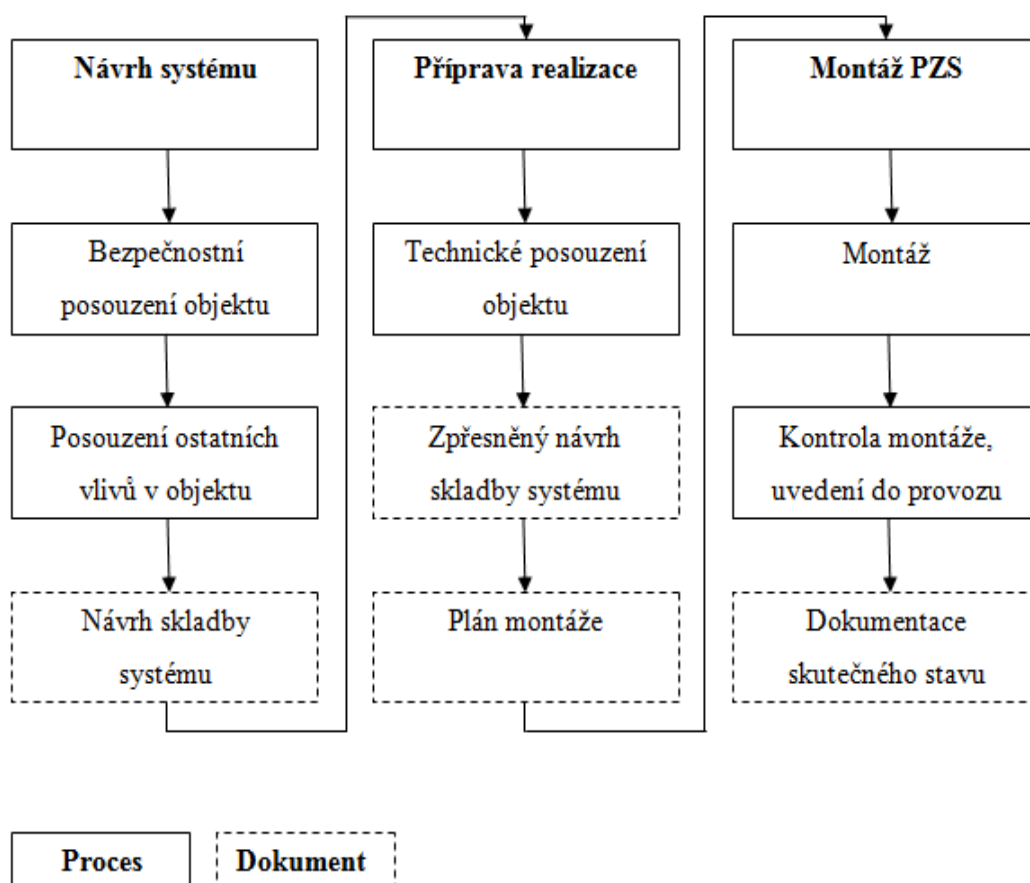 Návrh systému
Bezpečnostní
posouzení objektu
Posouzení ostatních
vlivů v objektu
Návrh skladby
systému
Příprava realizace
Technické posouzení
objektu
Zpřesněný návrh
skladby systému
Plán montáže
Montáž PZS
Montáž
Kontrola montáže,
uvedení do provozu
Dokumentace
skutečného stavu
Proces
Dokument